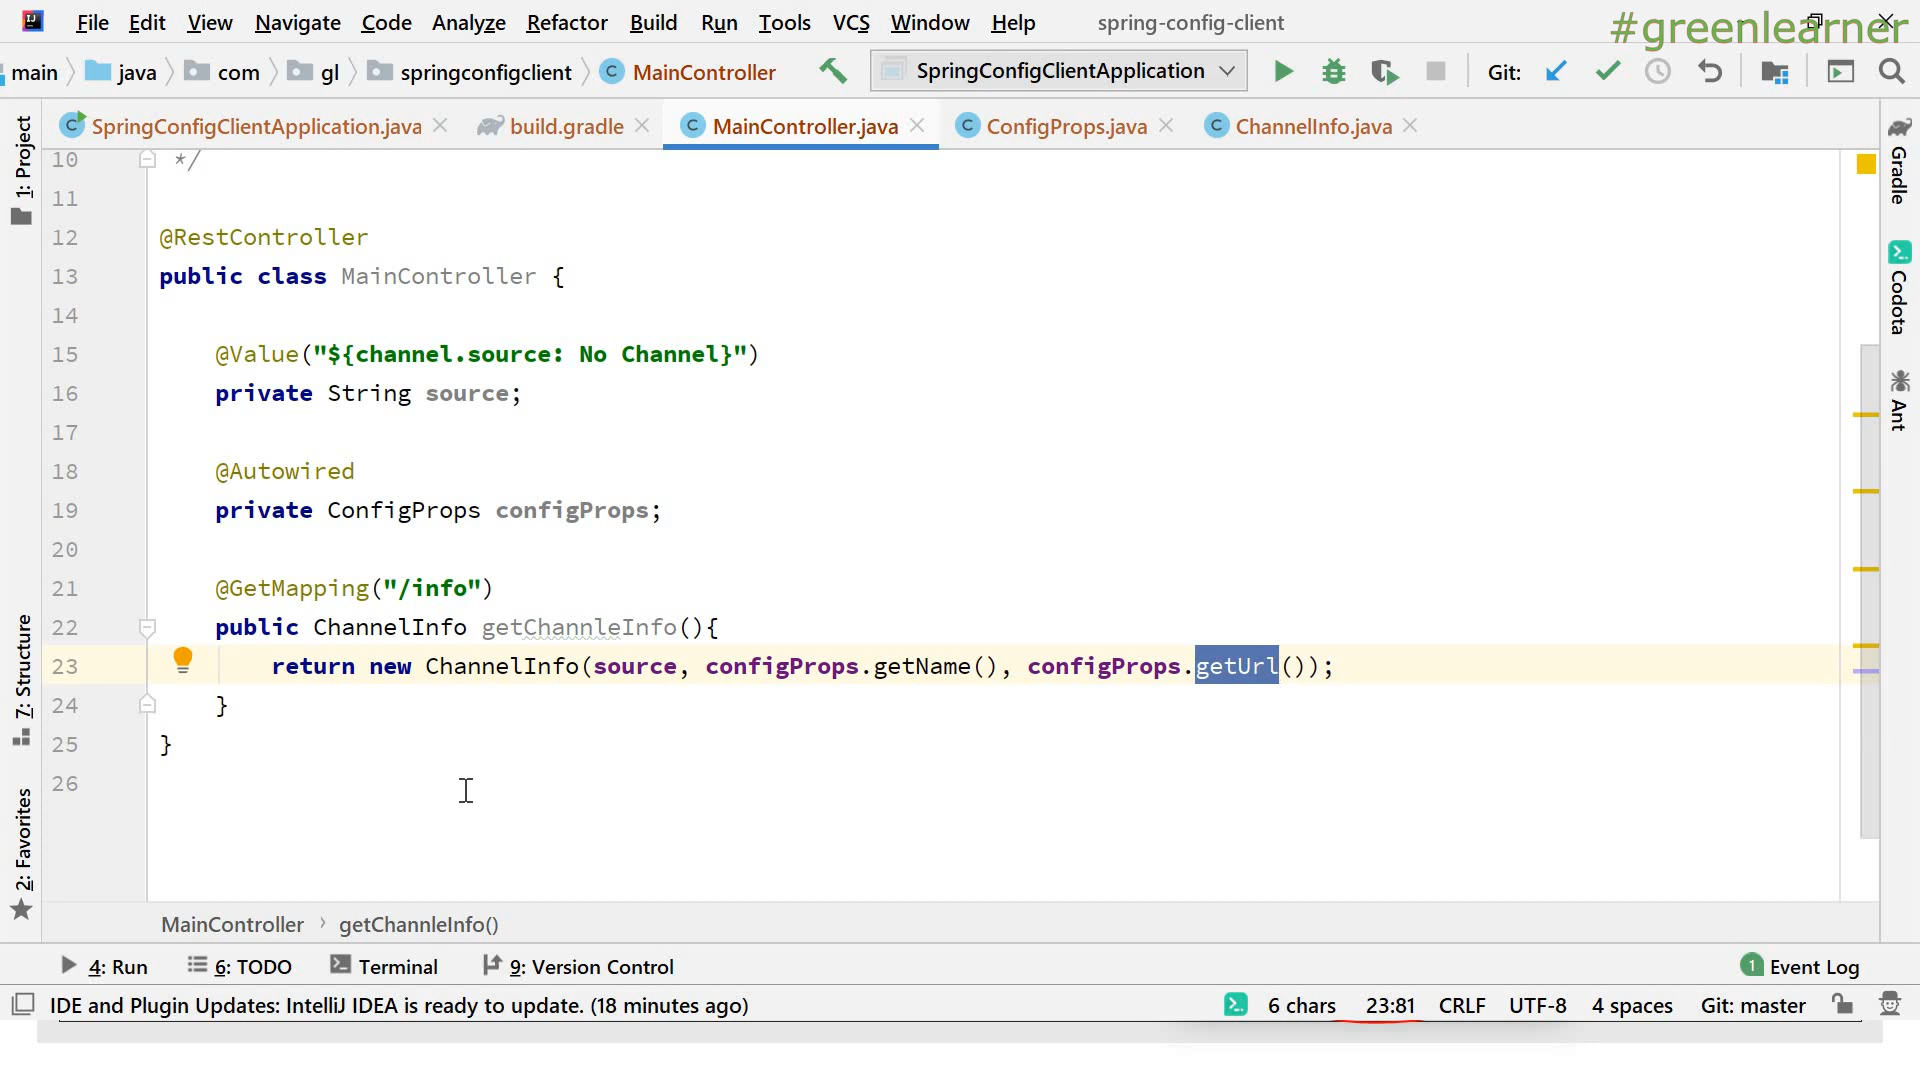 File Edit View Navigate Code Analyze Refactor Build Run Tools VCS Window Help spring-config-client
#greenlearner
main java com gl springconfigclient MainController SpringConfigClientApplication Git:
SpringConfigClientApplication.java build.gradle MainController.java ConfigProps.java ChannelInfo.java
1: Project
7: Structure
2: Favorites
Gradle
Codota
Ant
10 */
11
12 @RestController
13 public class MainController {
14
15 @Value("${channel.source: No Channel}")
16 private String source;
17
18 @Autowired
19 private ConfigProps configProps;
20
21 @GetMapping("/info")
22 public ChannelInfo getChannleInfo(){
23 return new ChannelInfo(source, configProps.getName(), configProps.getUrl());
24 }
25 }
26
MainController › getChannleInfo()
4: Run 6: TODO Terminal 9: Version Control 1 Event Log
IDE and Plugin Updates: IntelliJ IDEA is ready to update. (18 minutes ago) 6 chars 23:81 CRLF UTF-8 4 spaces Git: master